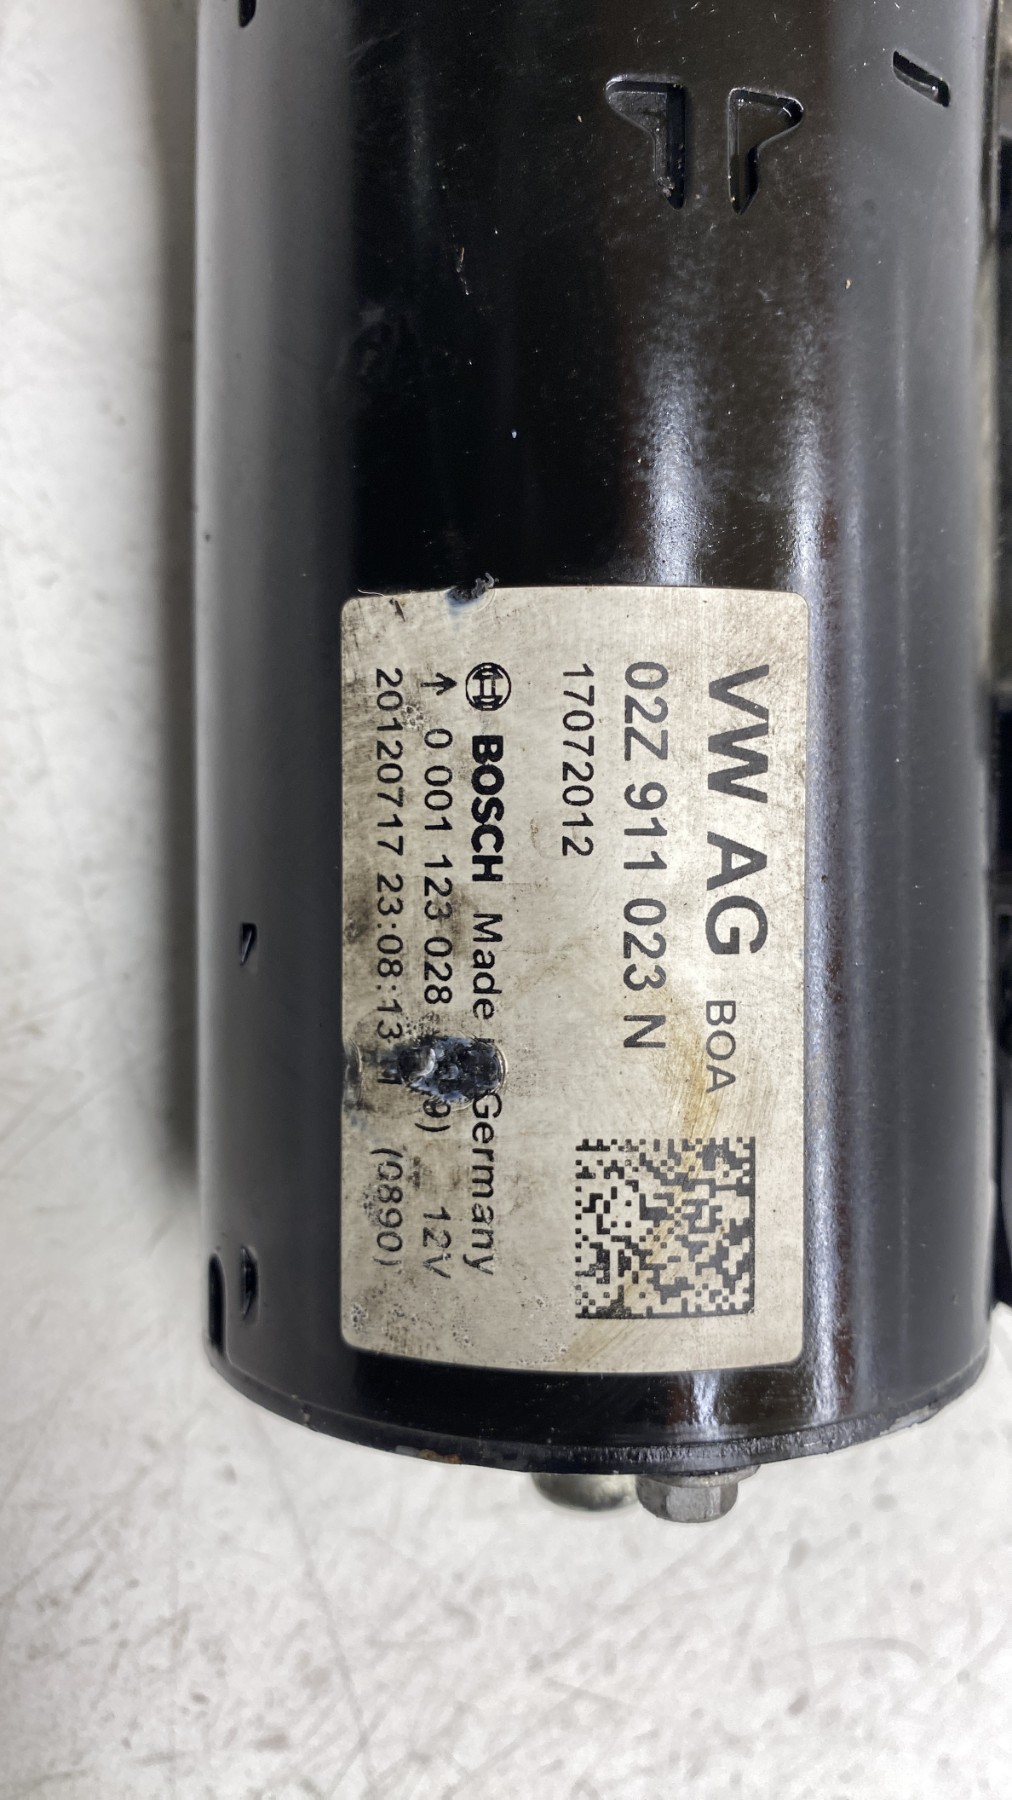 VW AG BOA
02Z 911 023 N
17072012
BOSCH Made Germany
↑ 0 001 123 028 9) 12V
20120717 23:08:13 (0890)